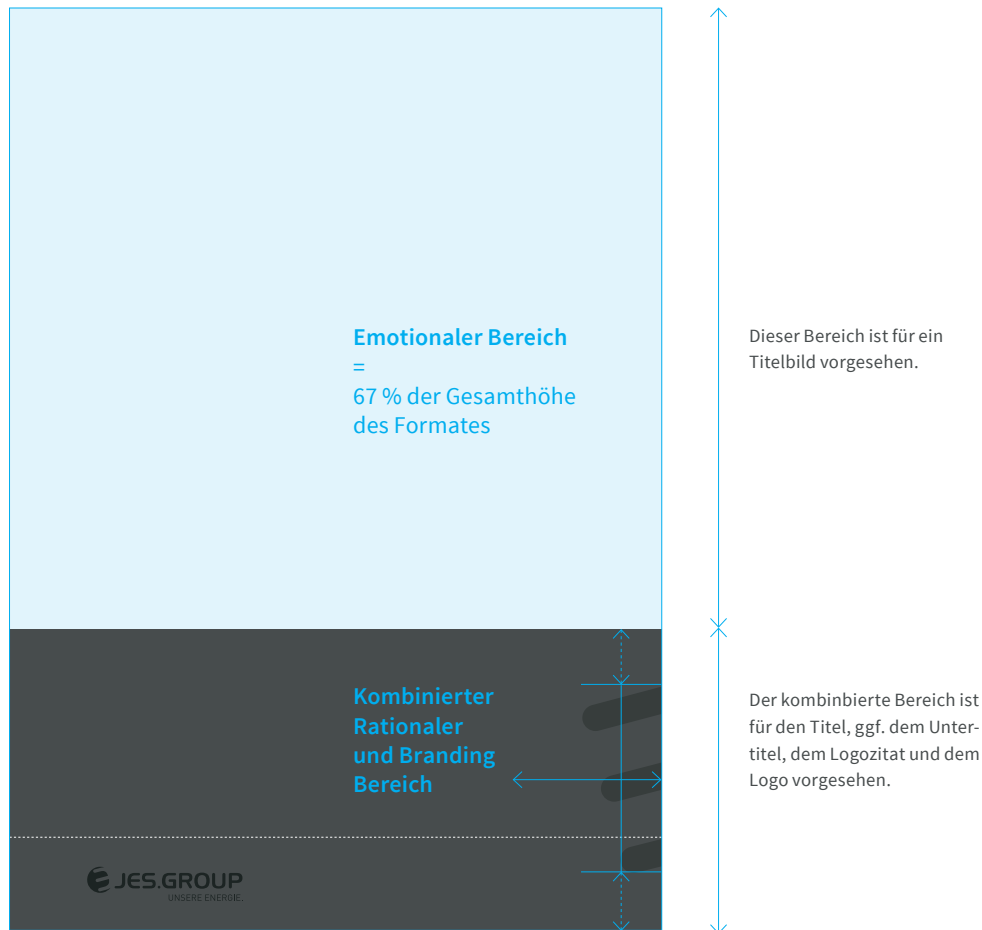 Emotionaler Bereich
=
67 % der Gesamthöhe
des Formates
Dieser Bereich ist für ein
Titelbild vorgesehen.
Kombinierter
Rationaler
und Branding
Bereich
Der kombinbierte Bereich ist
für den Titel, ggf. dem Unter-
titel, dem Logozitat und dem
Logo vorgesehen.
JES.GROUP
UNSERE ENERGIE.